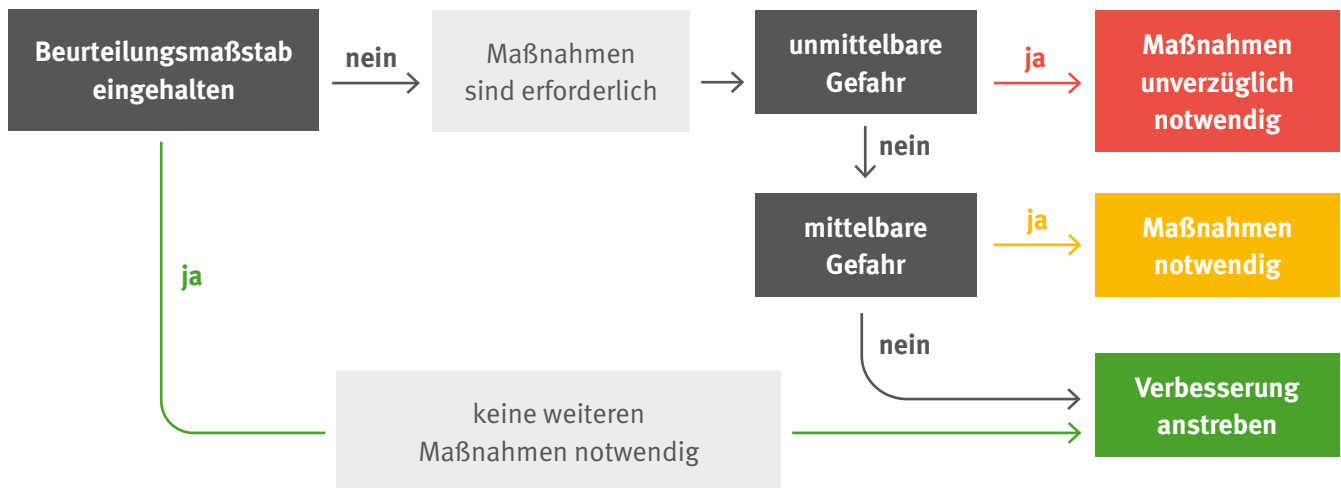 Beurteilungsmaßstab
eingehalten
nein
Maßnahmen
sind erforderlich
unmittelbare
Gefahr
ja
Maßnahmen
unverzüglich
notwendig
nein
mittelbare
Gefahr
ja
Maßnahmen
notwendig
ja
nein
keine weiteren
Maßnahmen notwendig
Verbesserung
anstreben